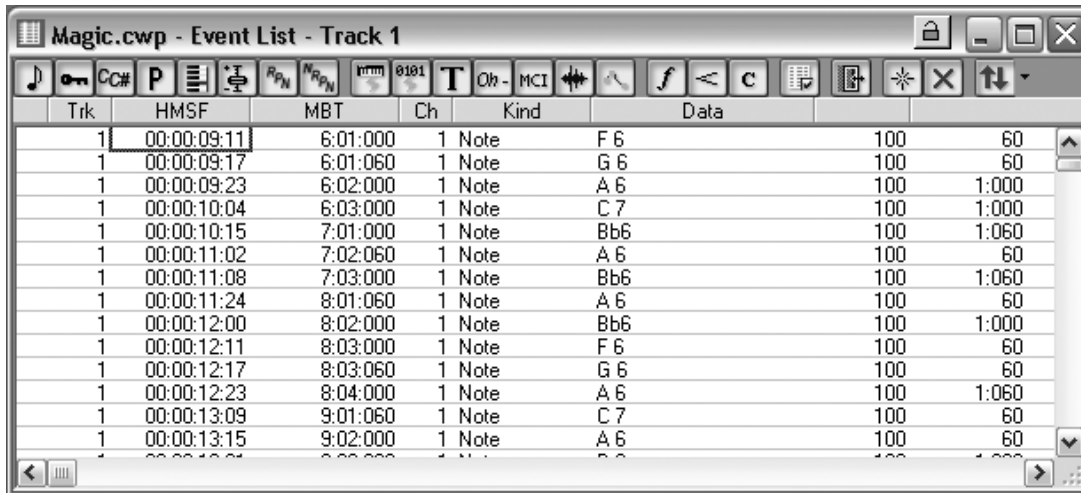 Magic.cwp - Event List - Track 1
CC# P RPN NRPN 0101 T Oh- MCI f < c
Trk HMSF MBT Ch Kind Data
1 00:00:09:11 6:01:000 1 Note F 6 100 60
1 00:00:09:17 6:01:060 1 Note G 6 100 60
1 00:00:09:23 6:02:000 1 Note A 6 100 1:000
1 00:00:10:04 6:03:000 1 Note C 7 100 1:000
1 00:00:10:15 7:01:000 1 Note Bb6 100 1:060
1 00:00:11:02 7:02:060 1 Note A 6 100 60
1 00:00:11:08 7:03:000 1 Note Bb6 100 1:060
1 00:00:11:24 8:01:060 1 Note A 6 100 60
1 00:00:12:00 8:02:000 1 Note Bb6 100 1:000
1 00:00:12:11 8:03:000 1 Note F 6 100 60
1 00:00:12:17 8:03:060 1 Note G 6 100 60
1 00:00:12:23 8:04:000 1 Note A 6 100 1:060
1 00:00:13:09 9:01:060 1 Note C 7 100 60
1 00:00:13:15 9:02:000 1 Note A 6 100 60